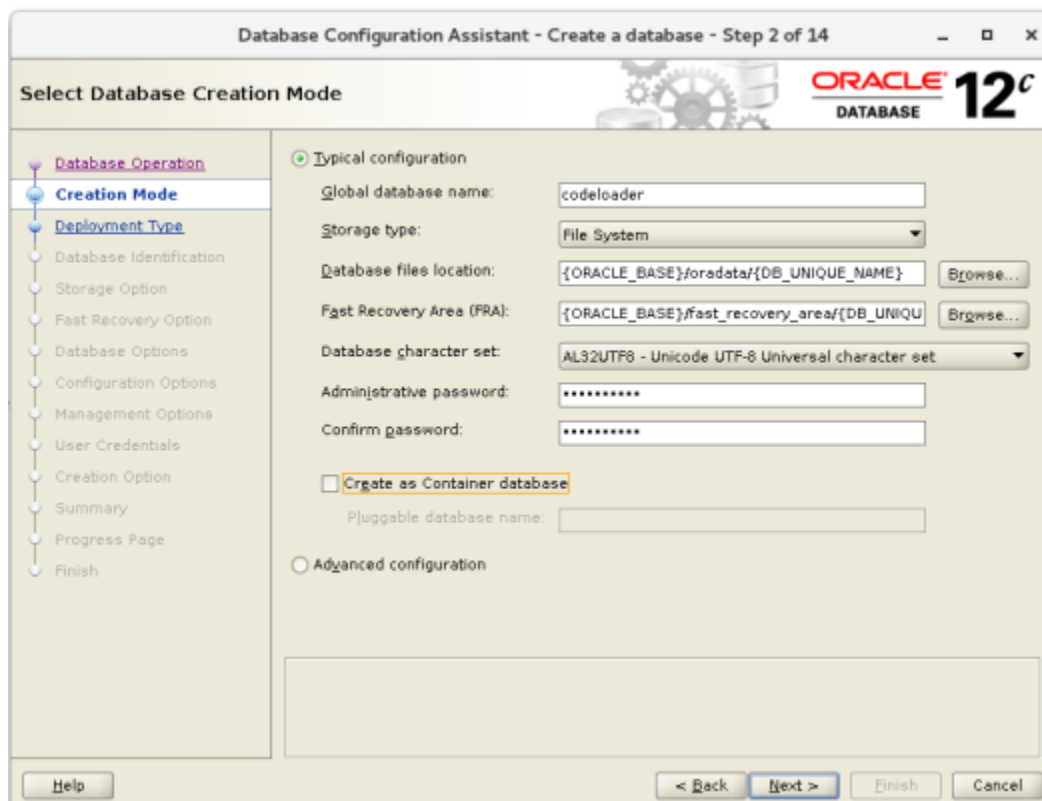 Database Configuration Assistant - Create a database - Step 2 of 14
Select Database Creation Mode
ORACLE
DATABASE
12c
Database Operation
Creation Mode
Deployment Type
Database Identification
Storage Option
Fast Recovery Option
Database Options
Configuration Options
Management Options
User Credentials
Creation Option
Summary
Progress Page
Finish
Typical configuration
Global database name: codeloader
Storage type: File System
Database files location: {ORACLE_BASE}/oradata/{DB_UNIQUE_NAME} Browse...
Fast Recovery Area (FRA): {ORACLE_BASE}/fast_recovery_area/{DB_UNIQU Browse...
Database character set: AL32UTF8 - Unicode UTF-8 Universal character set
Administrative password: ••••••••••
Confirm password: ••••••••••
Create as Container database
Pluggable database name:
Advanced configuration
Help < Back Next > Finish Cancel